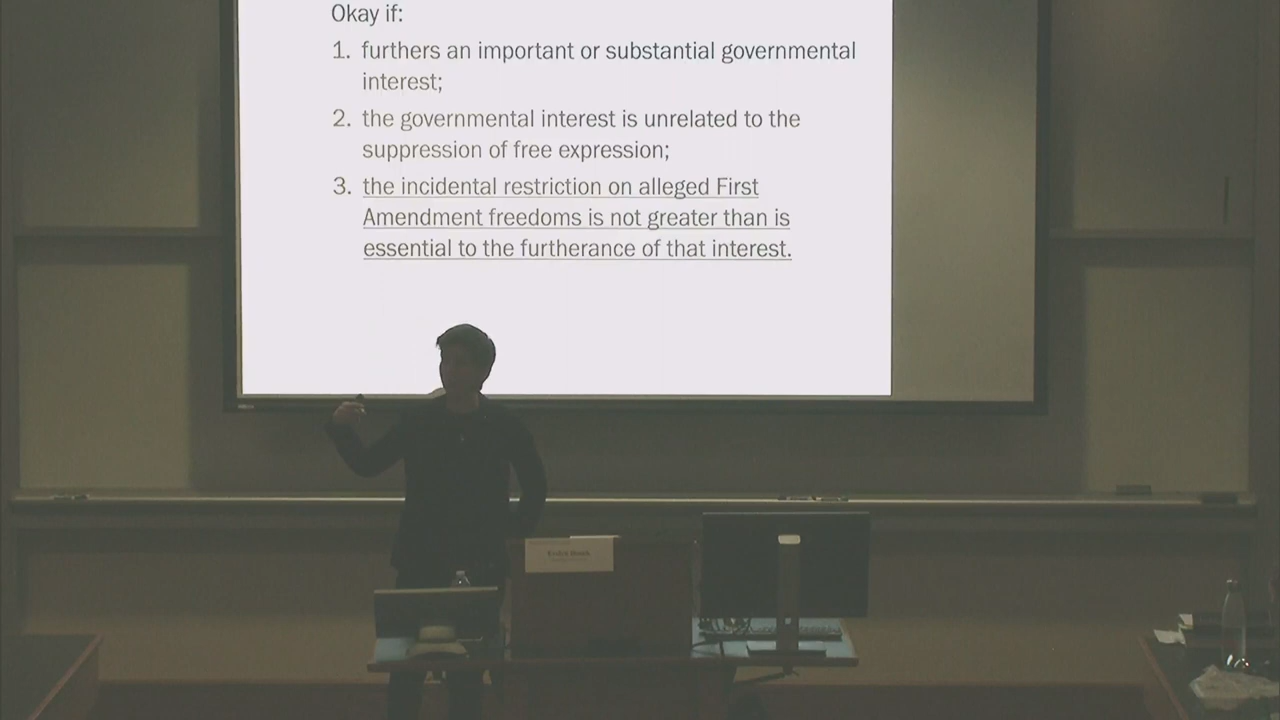 Okay if:
1. furthers an important or substantial governmental
interest;
2. the governmental interest is unrelated to the
suppression of free expression;
3. the incidental restriction on alleged First
Amendment freedoms is not greater than is
essential to the furtherance of that interest.